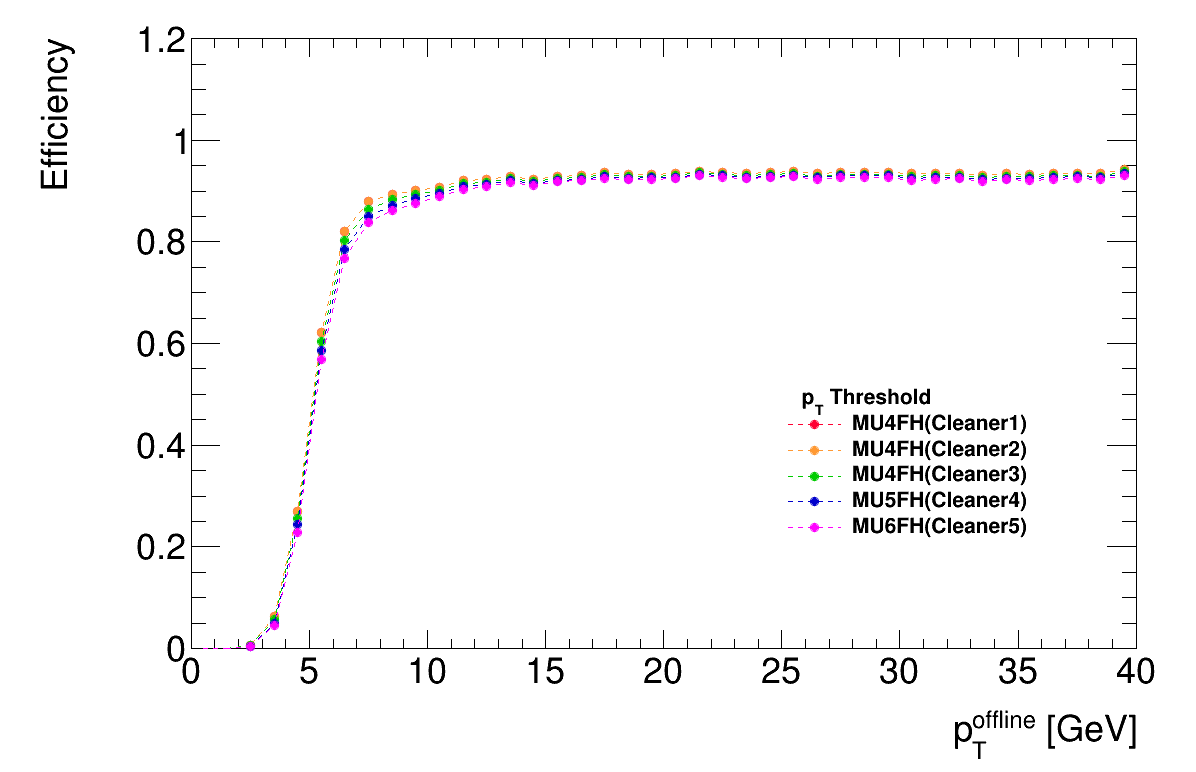 Efficiency
1.2
1
0.8
0.6
0.4
0.2
0
0 5 10 15 20 25 30 35 40
p_T Threshold
MU4FH(Cleaner1)
MU4FH(Cleaner2)
MU4FH(Cleaner3)
MU5FH(Cleaner4)
MU6FH(Cleaner5)
p_T^offline [GeV]